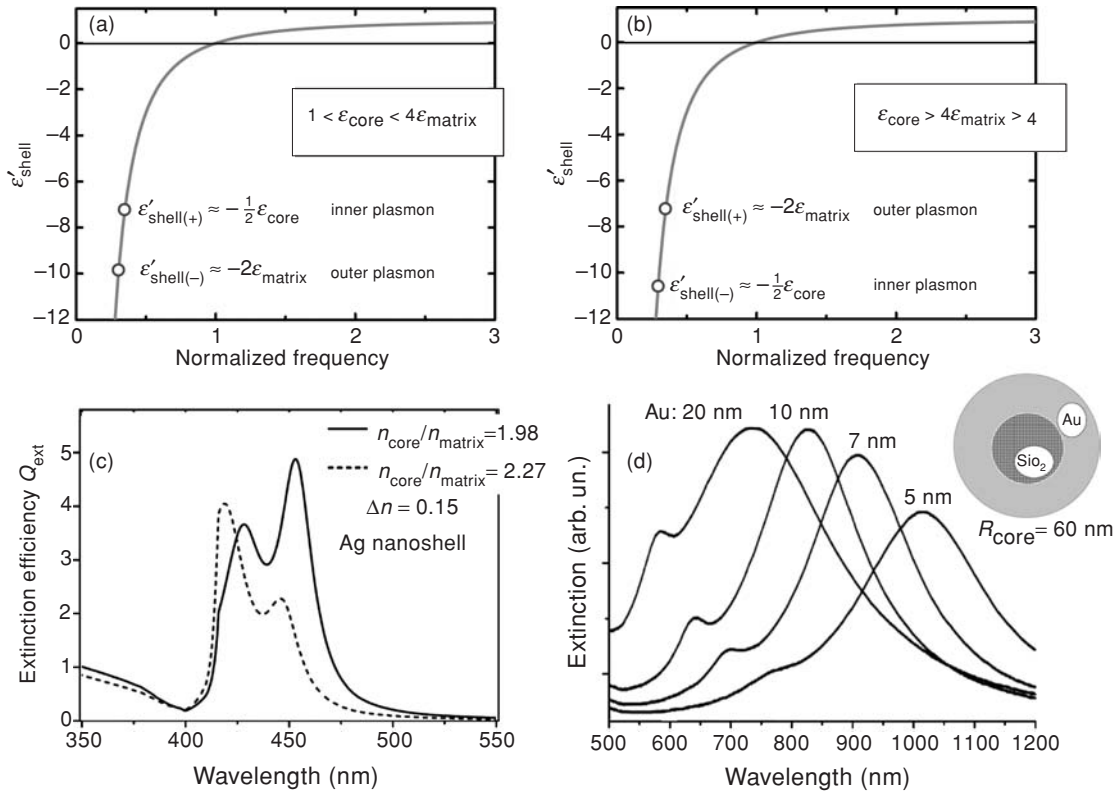 (a)
0
−2
−4
−6
−8
−10
−12
ε′shell
1 < εcore < 4εmatrix
ε′shell(+) ≈ −½εcore inner plasmon
ε′shell(−) ≈ −2εmatrix outer plasmon
0 1 2 3
Normalized frequency
(b)
0
−2
−4
−6
−8
−10
−12
ε′shell
εcore > 4εmatrix > 4
ε′shell(+) ≈ −2εmatrix outer plasmon
ε′shell(−) ≈ −½εcore inner plasmon
0 1 2 3
Normalized frequency
(c)
5
4
3
2
1
0
Extinction efficiency Qext
ncore/nmatrix=1.98
ncore/nmatrix= 2.27
Δn = 0.15
Ag nanoshell
350 400 450 500 550
Wavelength (nm)
(d)
Extinction (arb. un.)
Au: 20 nm
10 nm
7 nm
5 nm
Au
Sio2
Rcore= 60 nm
500 600 700 800 900 1000 1100 1200
Wavelength (nm)